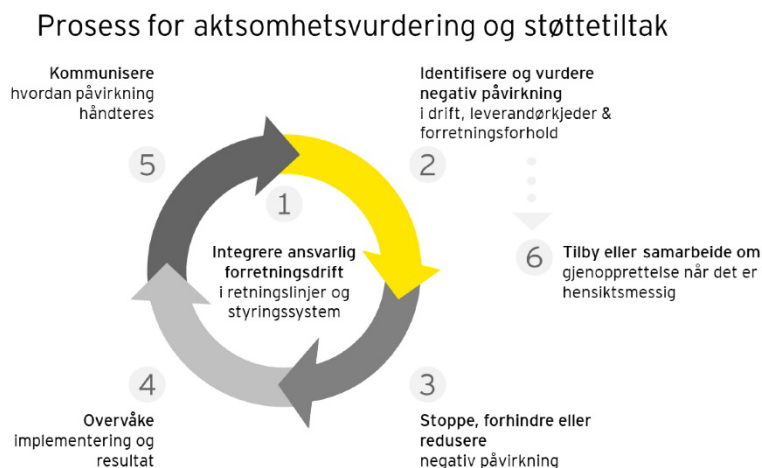 Prosess for aktsomhetsvurdering og støttetiltak
1
Integrere ansvarlig
forretningsdrift
i retningslinjer og
styringssystem
2
Identifisere og vurdere
negativ påvirkning
i drift, leverandørkjeder &
forretningsforhold
3
Stoppe, forhindre eller
redusere
negativ påvirkning
4
Overvåke
implementering og
resultat
5
Kommunisere
hvordan påvirkning
håndteres
6
Tilby eller samarbeide om
gjenopprettelse når det er
hensiktsmessig